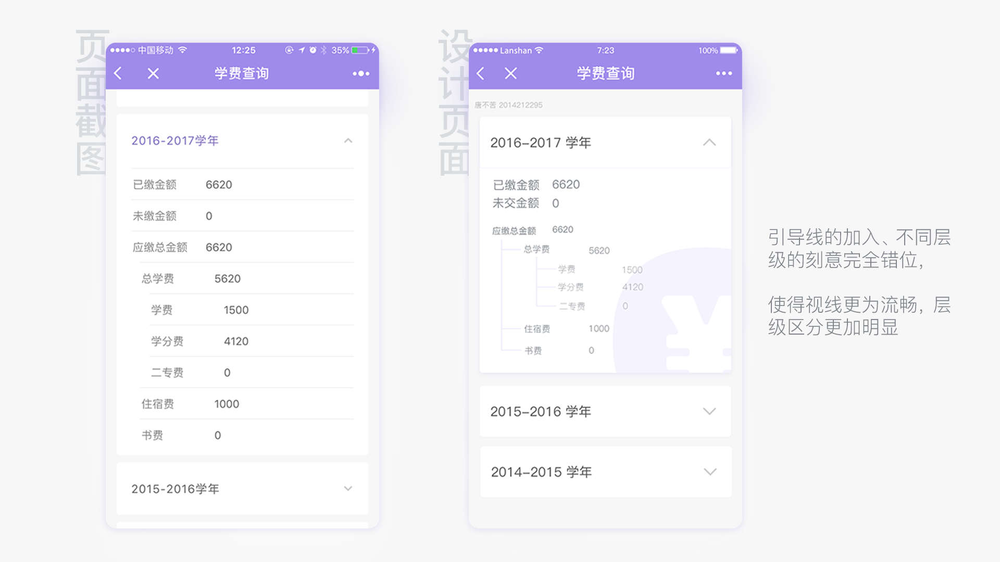 页面截图
中国移动 12:25 35%
学费查询
2016-2017学年
已缴金额 6620
未缴金额 0
应缴总金额 6620
总学费 5620
学费 1500
学分费 4120
二专费 0
住宿费 1000
书费 0
2015-2016学年
设计页面
Lanshan 7:23 100%
学费查询
唐不苦 2014212295
2016–2017 学年
已缴金额 6620
未交金额 0
应缴总金额 6620
总学费 5620
学费 1500
学分费 4120
二专费 0
住宿费 1000
书费 0
¥
2015–2016 学年
2014–2015 学年
引导线的加入、不同层
级的刻意完全错位，
使得视线更为流畅，层
级区分更加明显